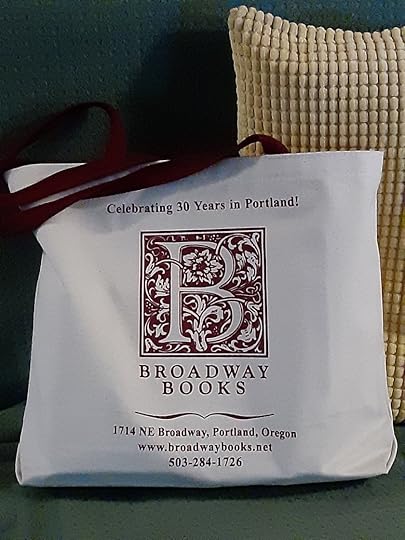 Celebrating 30 Years in Portland!
B
BROADWAY
BOOKS
1714 NE Broadway, Portland, Oregon
www.broadwaybooks.net
503-284-1726